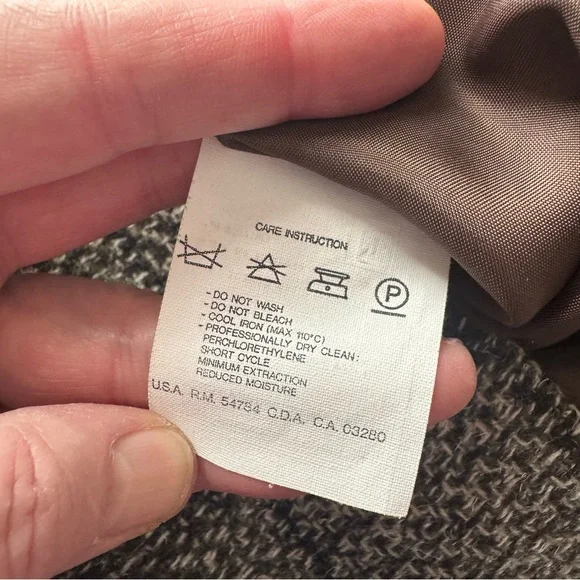 CARE INSTRUCTION
P
- DO NOT WASH
- DO NOT BLEACH
- COOL IRON (MAX 110°C)
- PROFESSIONALLY DRY CLEAN:
PERCHLORETHYLENE
SHORT CYCLE
MINIMUM EXTRACTION
REDUCED MOISTURE
U.S.A. R.M. 54784 C.D.A. C.A. 03280